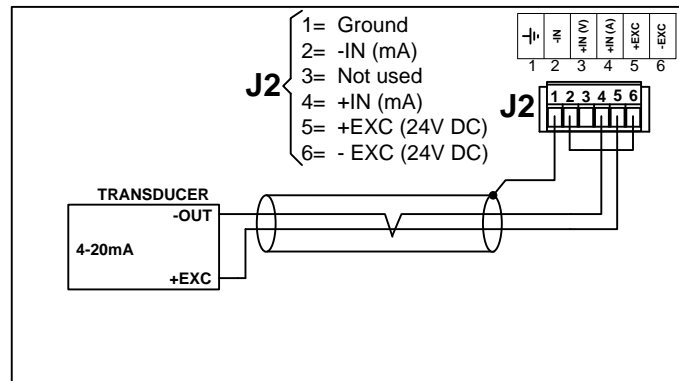 1= Ground
2= -IN (mA)
3= Not used
4= +IN (mA)
5= +EXC (24V DC)
6= - EXC (24V DC)
J2
-IN
+IN (V)
+IN (A)
+EXC
-EXC
1 2 3 4 5 6
J2
1 2 3 4 5 6
TRANSDUCER
-OUT
4-20mA
+EXC